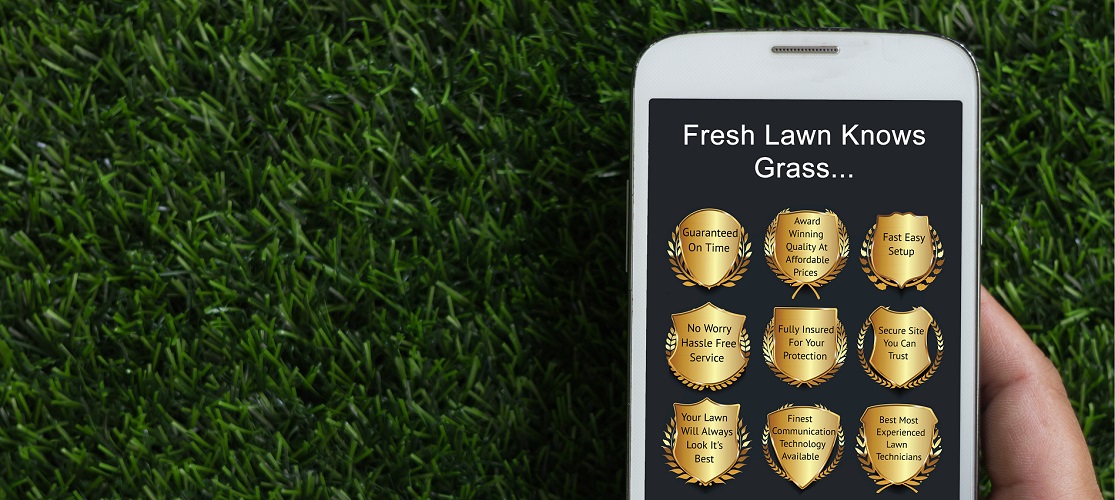 Fresh Lawn Knows
Grass...
Guaranteed
On Time
Award
Winning
Quality At
Affordable
Prices
Fast Easy
Setup
No Worry
Hassle Free
Service
Fully Insured
For Your
Protection
Secure Site
You Can
Trust
Your Lawn
Will Always
Look It's
Best
Finest
Communication
Technology
Available
Best Most
Experienced
Lawn
Technicians